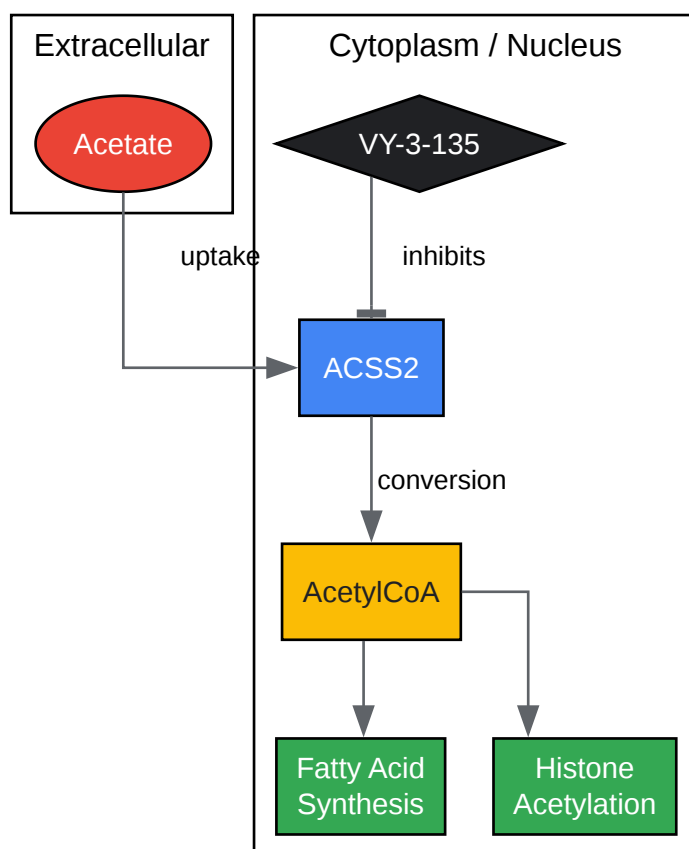 Extracellular
Cytoplasm / Nucleus
Acetate
VY-3-135
uptake
inhibits
ACSS2
conversion
AcetylCoA
Fatty Acid
Synthesis
Histone
Acetylation